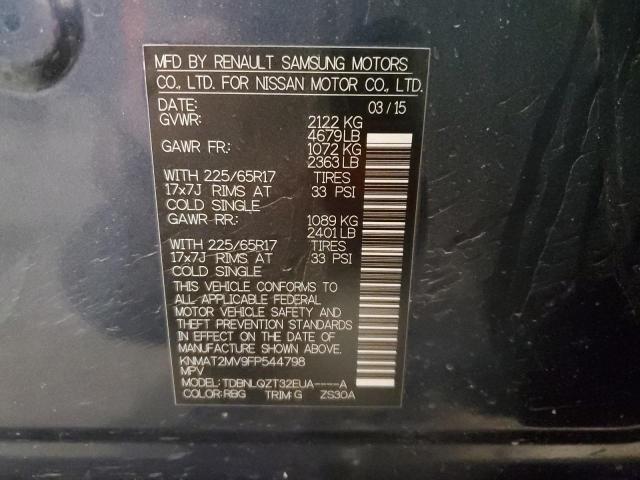 MFD BY RENAULT SAMSUNG MOTORS
CO., LTD. FOR NISSAN MOTOR CO., LTD.
DATE: 03/15
GVWR: 2122 KG
4679 LB
GAWR FR: 1072 KG
2363 LB
WITH 225/65R17 TIRES
17x7J RIMS AT 33 PSI
COLD SINGLE
GAWR RR: 1089 KG
2401 LB
WITH 225/65R17 TIRES
17x7J RIMS AT 33 PSI
COLD SINGLE
THIS VEHICLE CONFORMS TO
ALL APPLICABLE FEDERAL
MOTOR VEHICLE SAFETY AND
THEFT PREVENTION STANDARDS
IN EFFECT ON THE DATE OF
MANUFACTURE SHOWN ABOVE.
KNMAT2MV9FP544798
MPV
MODEL:TDBNLQZT32EUA----A
COLOR:RBG TRIM:G ZS30A